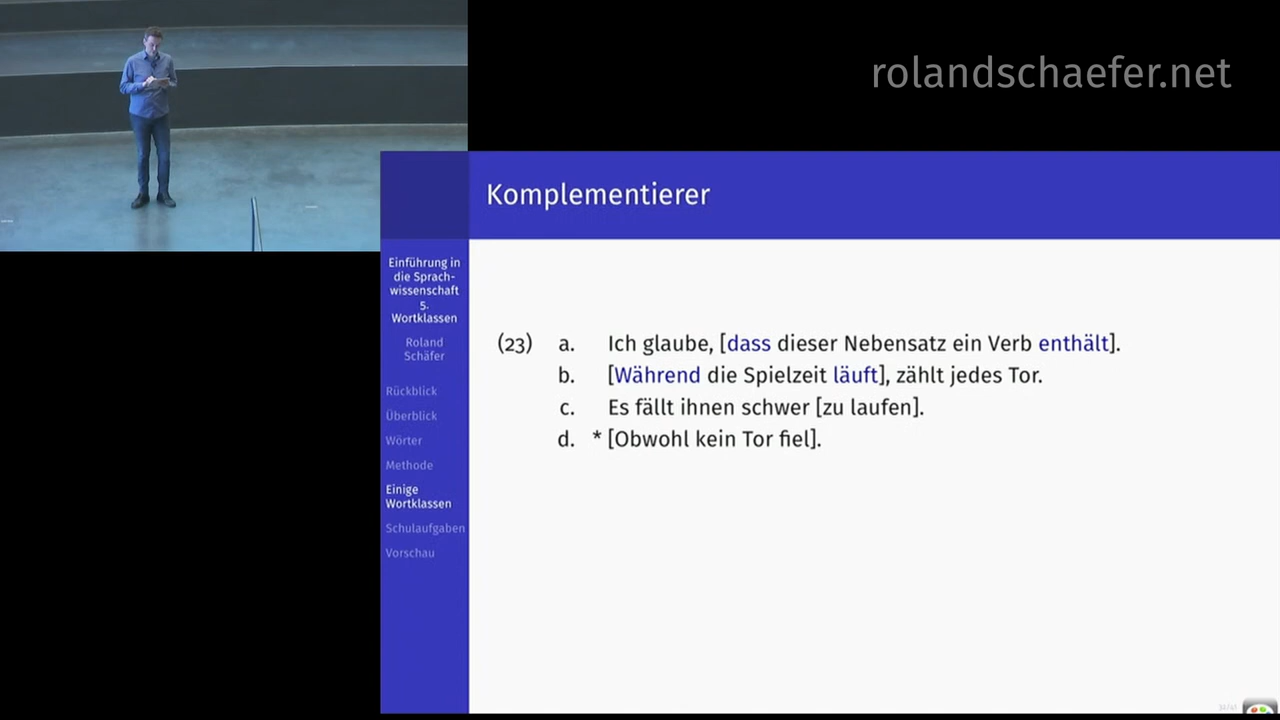 rolandschaefer.net
Komplementierer
Einführung in
die Sprach-
wissenschaft
5.
Wortklassen
Roland
Schäfer
Rückblick
Überblick
Wörter
Methode
Einige
Wortklassen
Schulaufgaben
Vorschau
(23) a. Ich glaube, [dass dieser Nebensatz ein Verb enthält].
b. [Während die Spielzeit läuft], zählt jedes Tor.
c. Es fällt ihnen schwer [zu laufen].
d. * [Obwohl kein Tor fiel].